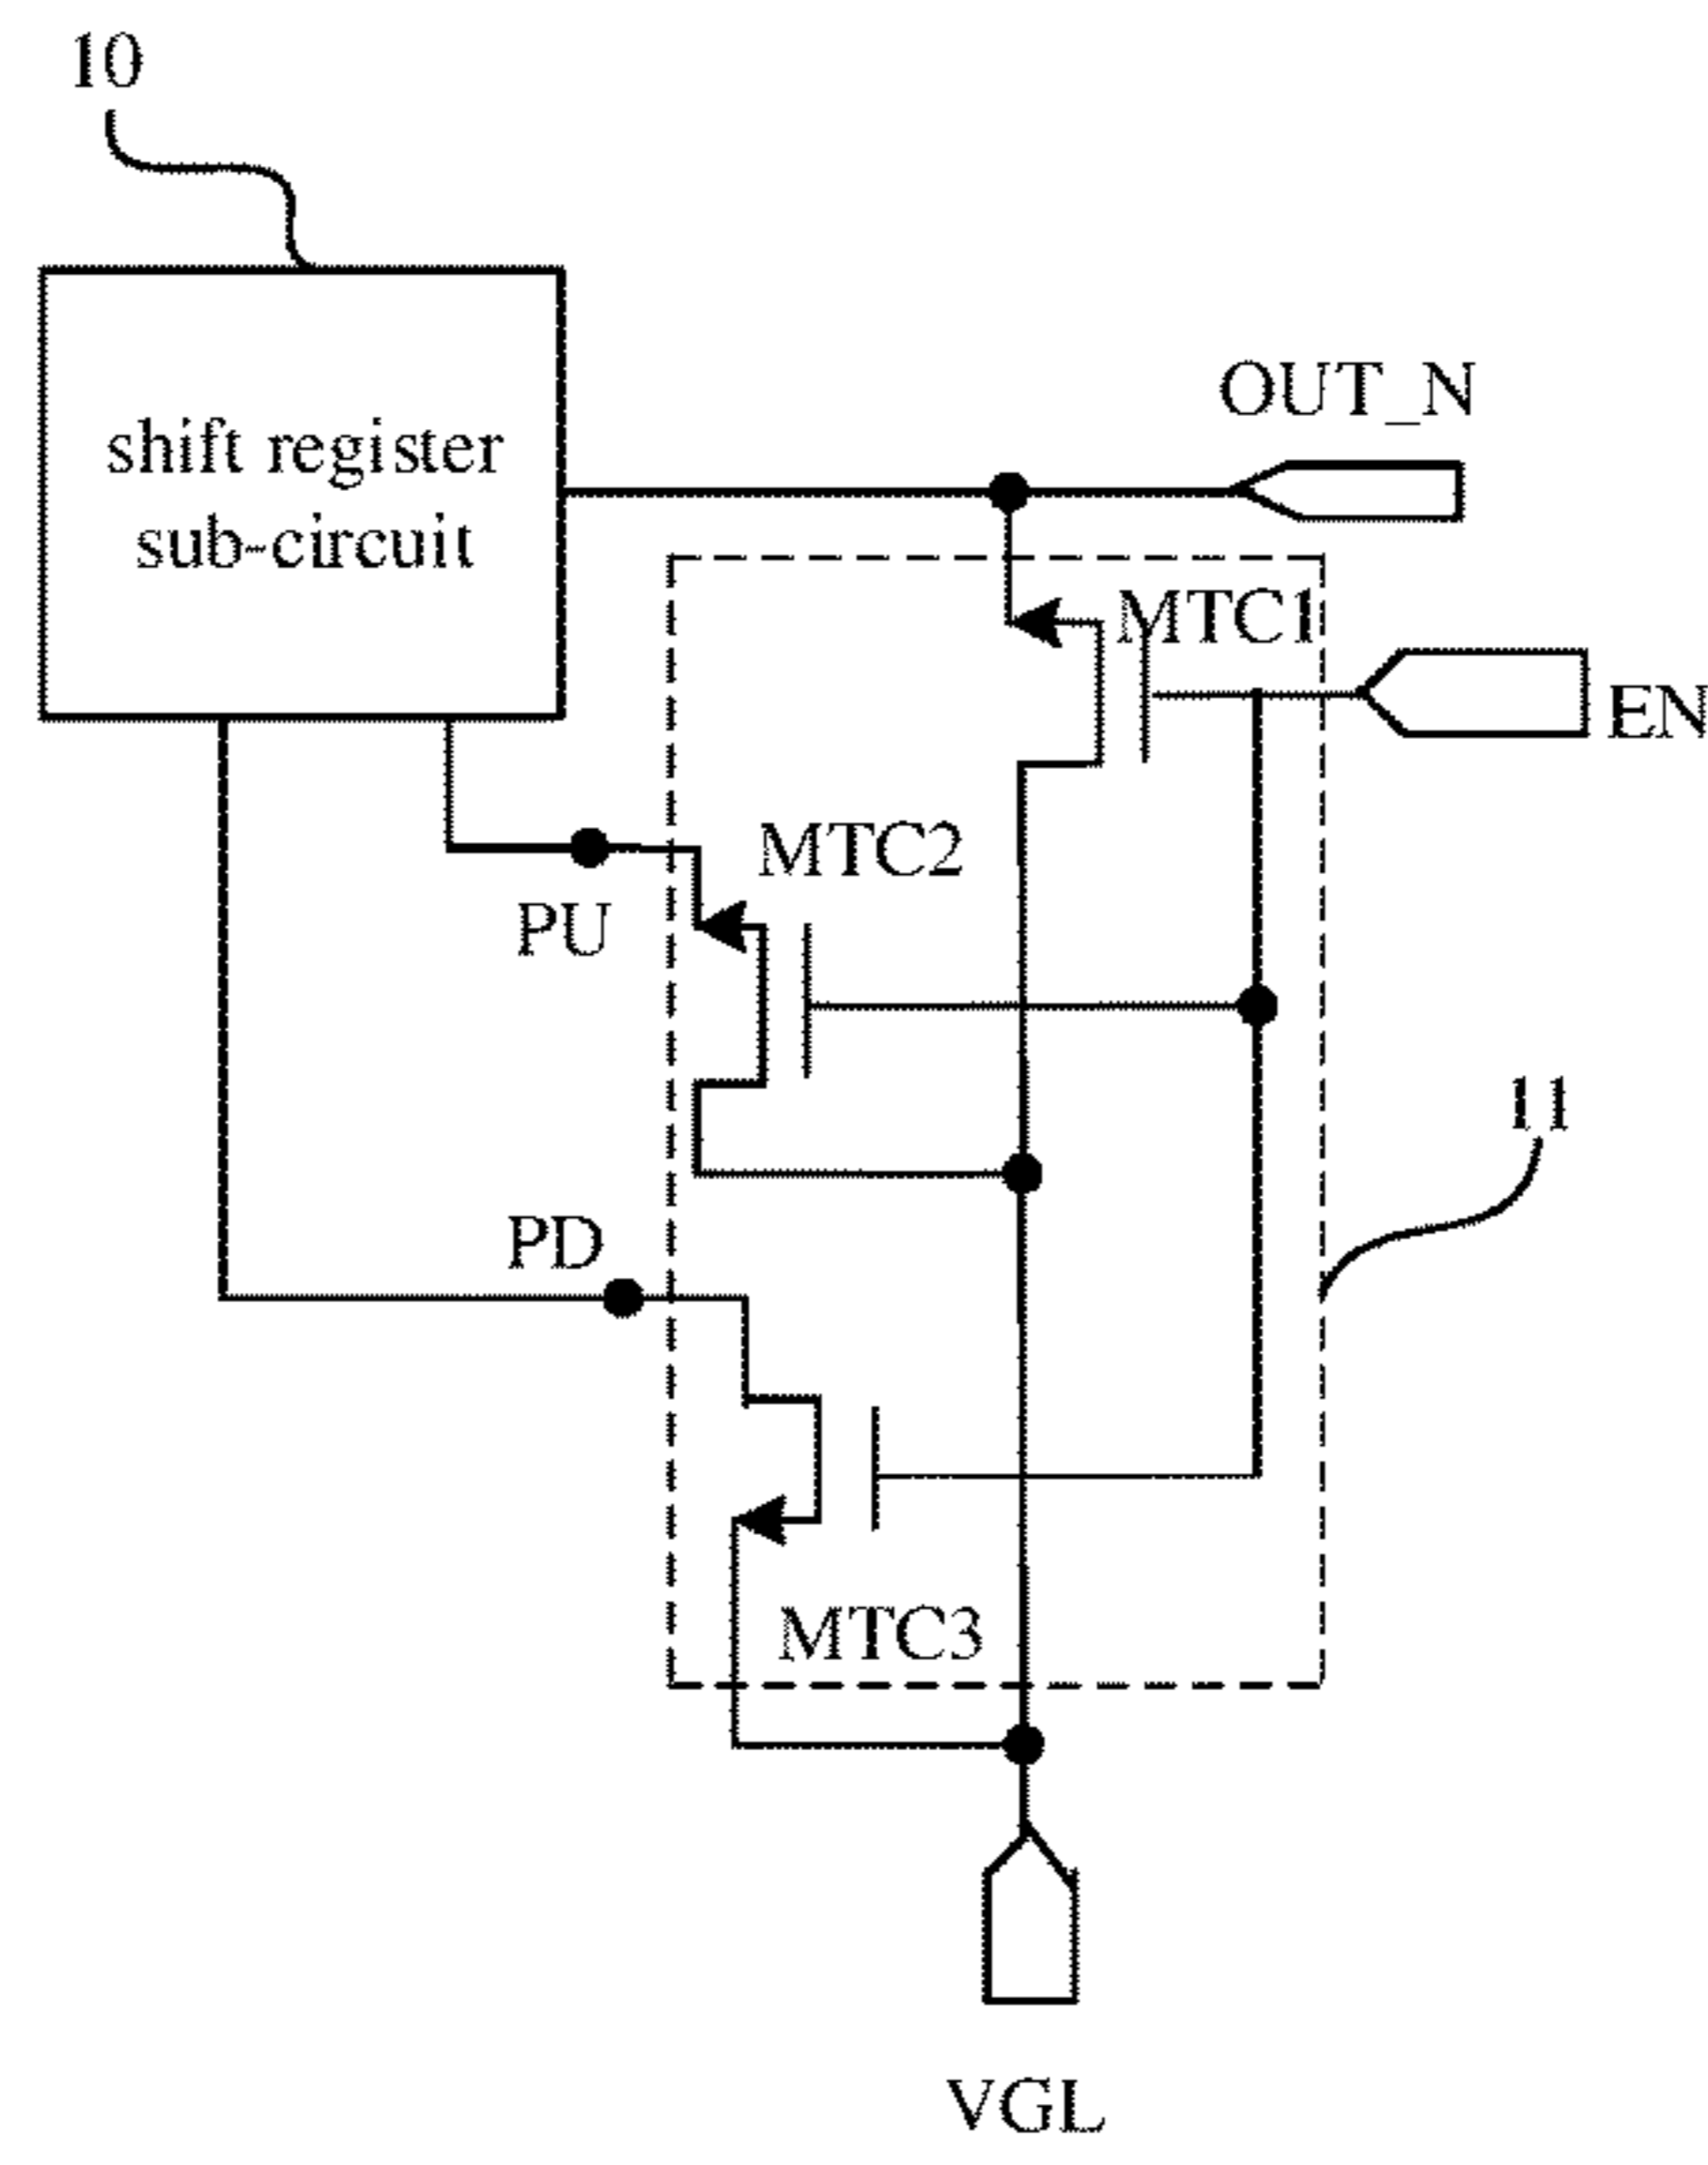 10
shift register
sub-circuit
OUT_N
MTC1
EN
MTC2
PU
11
PD
MTC3
VGL